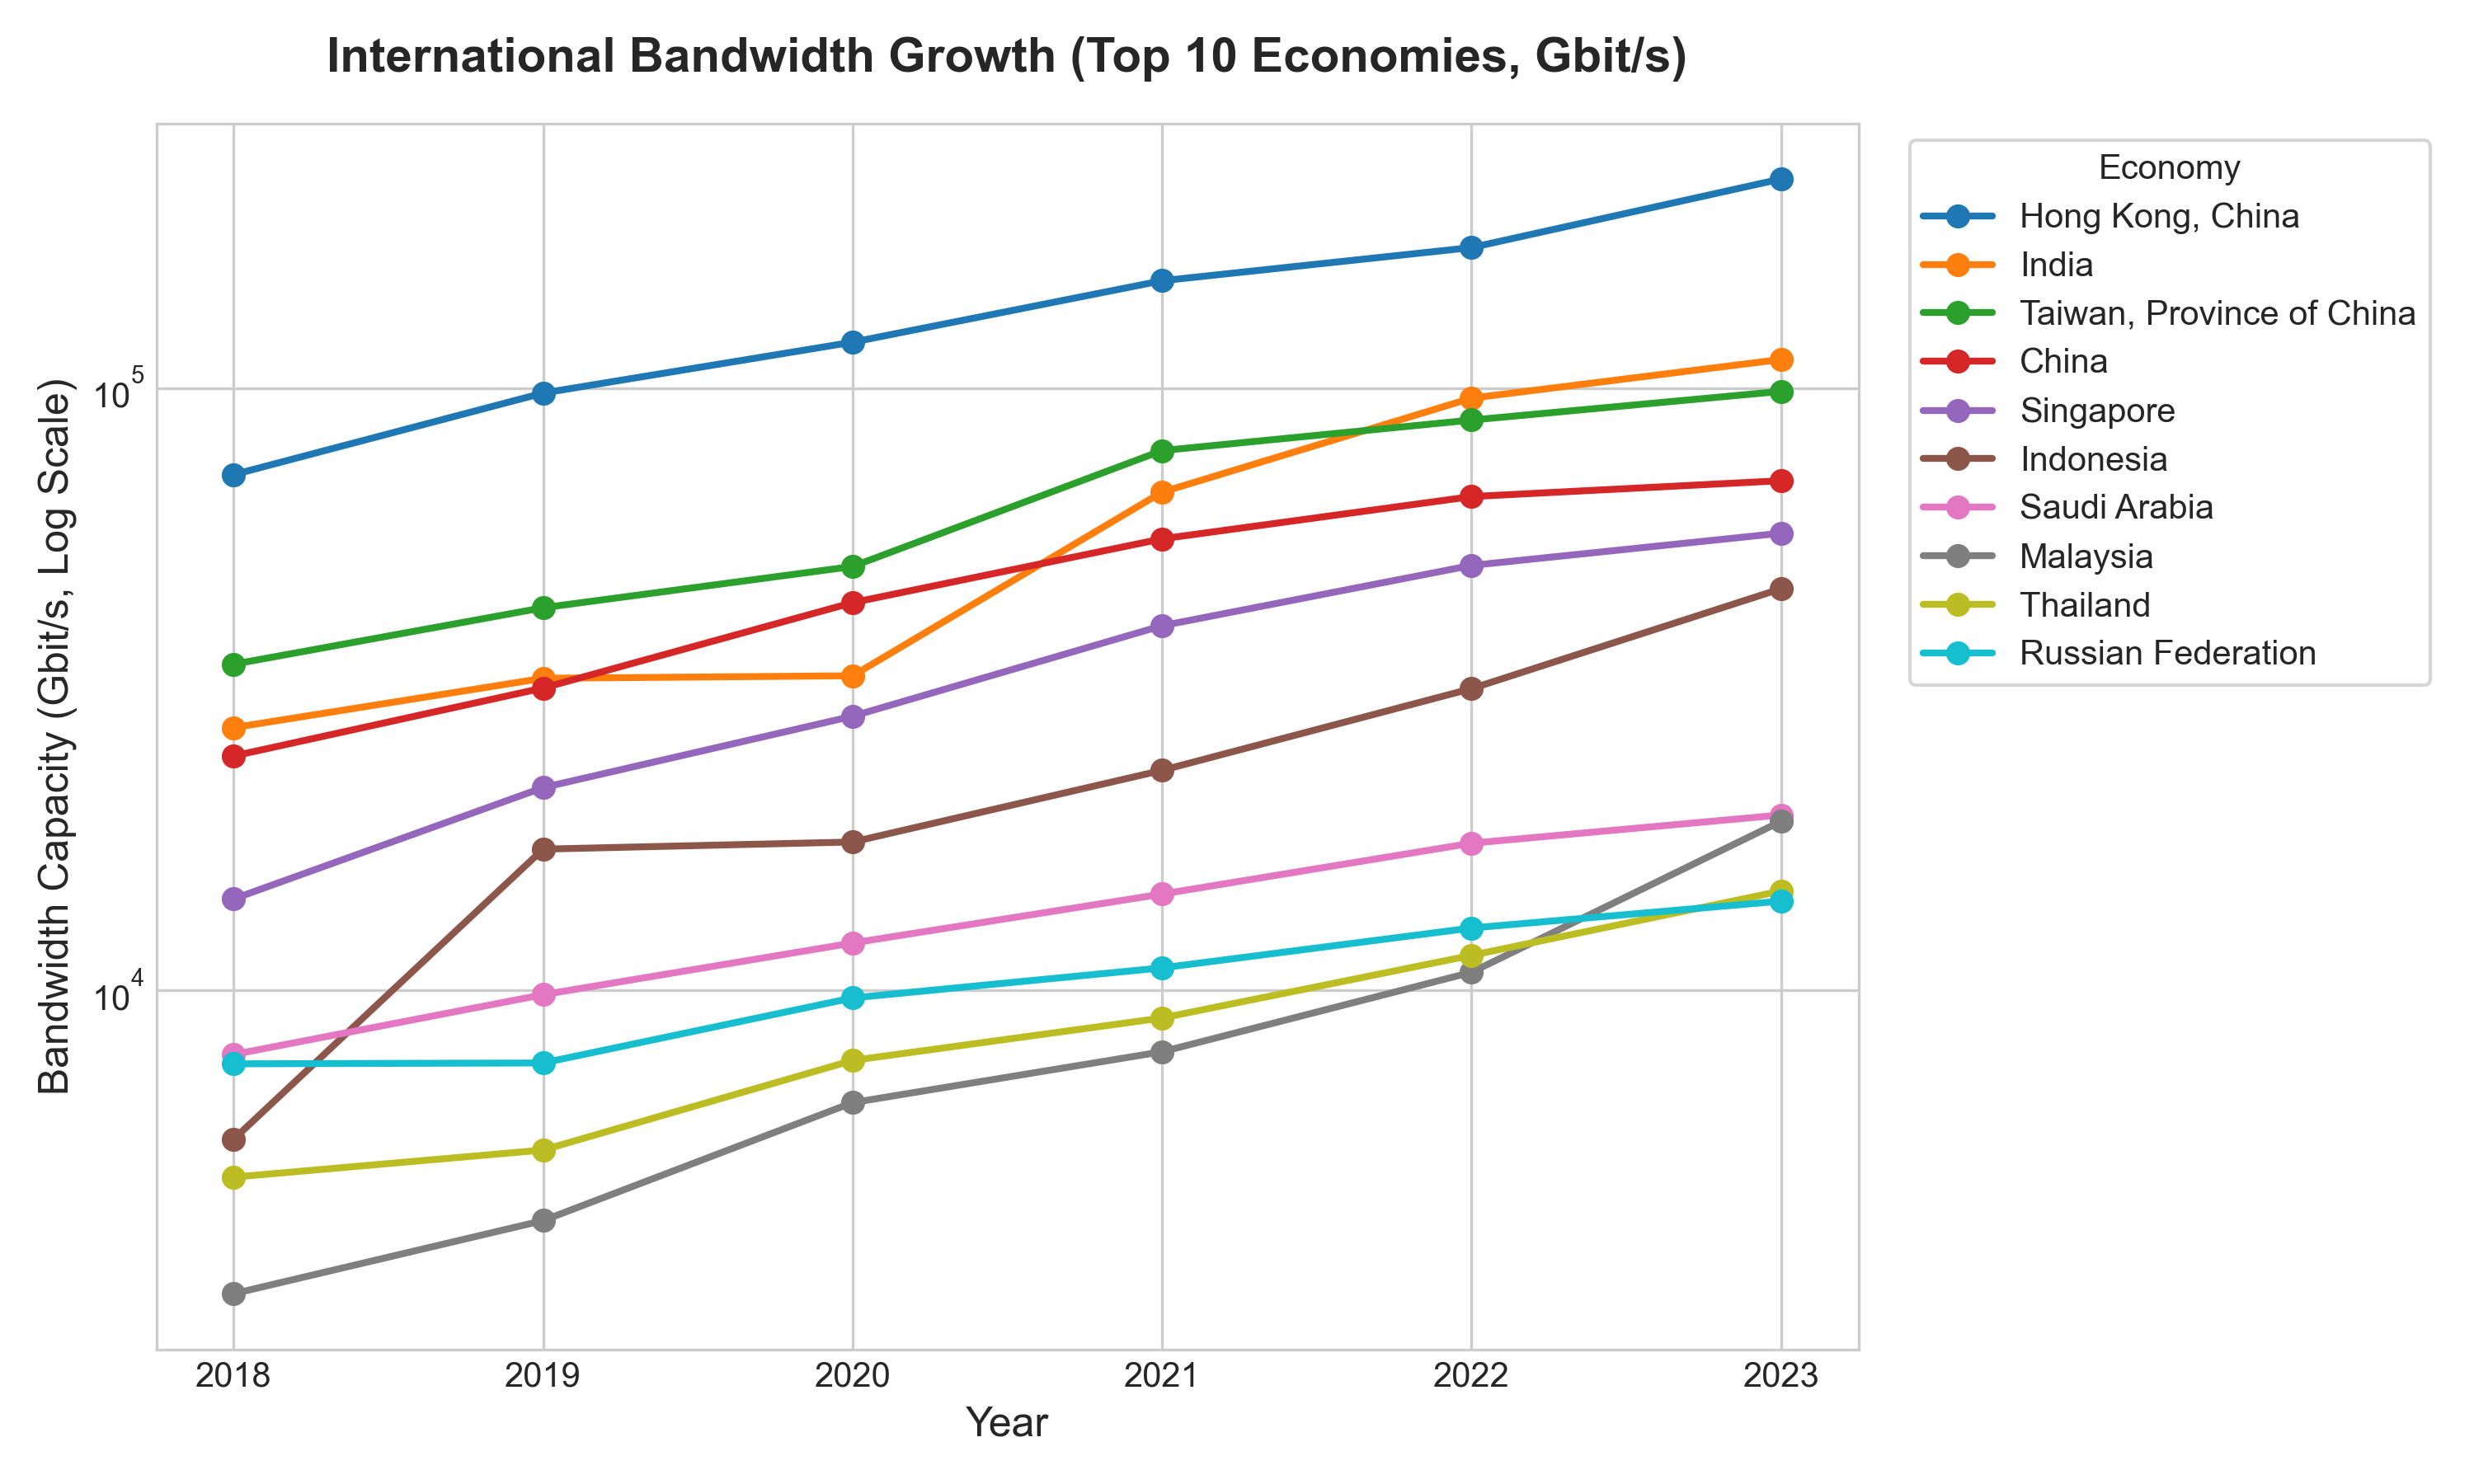 International Bandwidth Growth (Top 10 Economies, Gbit/s)
Bandwidth Capacity (Gbit/s, Log Scale)
10^5
10^4
2018 2019 2020 2021 2022 2023
Year
Economy
Hong Kong, China
India
Taiwan, Province of China
China
Singapore
Indonesia
Saudi Arabia
Malaysia
Thailand
Russian Federation